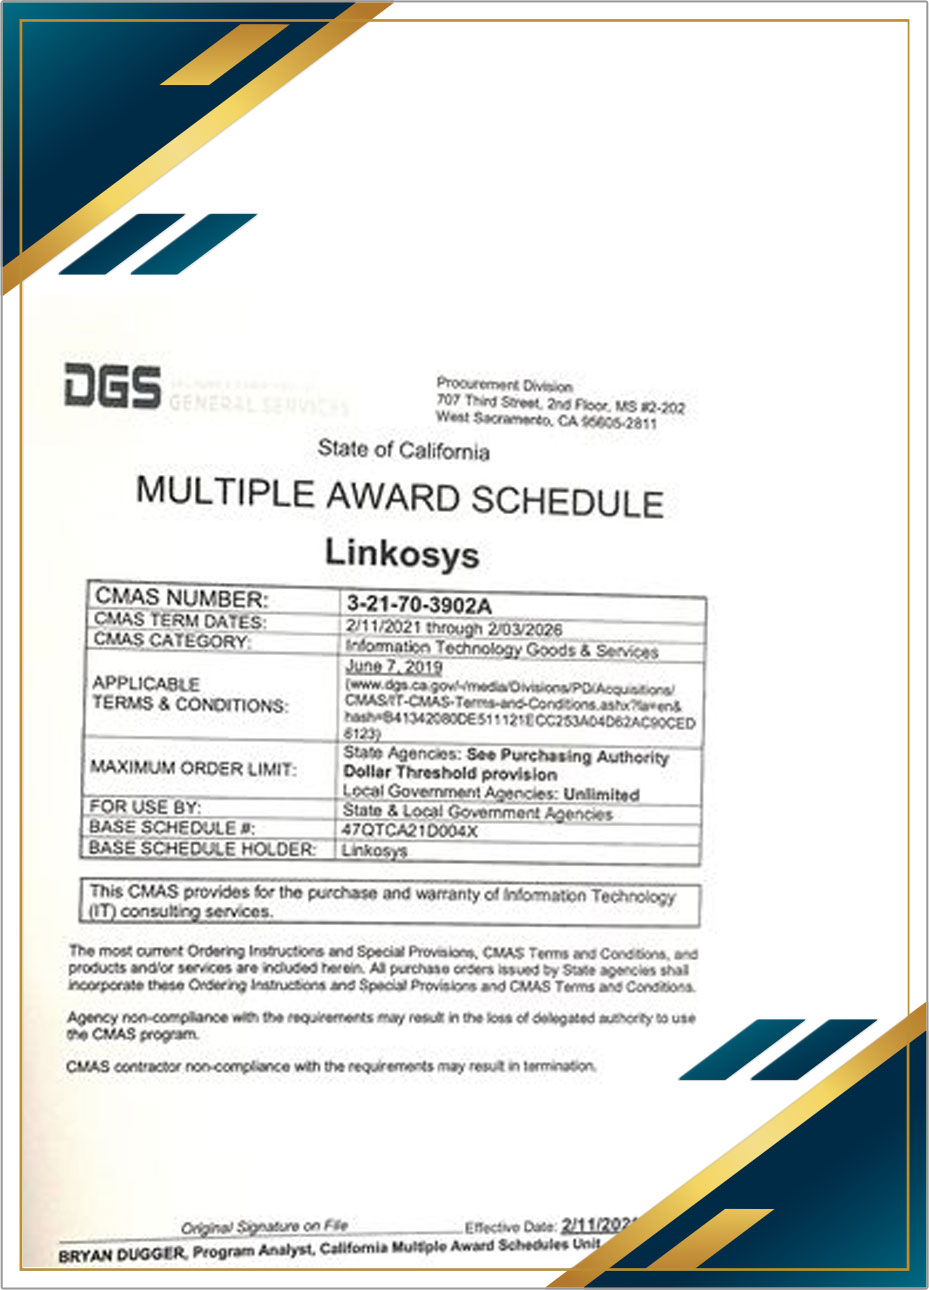 DGS
GENERAL SERVICES
Procurement Division
707 Third Street, 2nd Floor, MS #2-202
West Sacramento, CA 95605-2811
State of California
MULTIPLE AWARD SCHEDULE
Linkosys
CMAS NUMBER: 3-21-70-3902A
CMAS TERM DATES: 2/11/2021 through 2/03/2026
CMAS CATEGORY: Information Technology Goods & Services
APPLICABLE
TERMS & CONDITIONS:
June 7, 2019
(www.dgs.ca.gov/-/media/Divisions/PD/Acquisitions/
CMAS/IT-CMAS-Terms-and-Conditions.ashx?la=en&
hash=B41342080DE511121ECC253A04D62AC90CED
6123)
MAXIMUM ORDER LIMIT:
State Agencies: See Purchasing Authority
Dollar Threshold provision
Local Government Agencies: Unlimited
FOR USE BY: State & Local Government Agencies
BASE SCHEDULE #: 47QTCA21D004X
BASE SCHEDULE HOLDER: Linkosys
This CMAS provides for the purchase and warranty of Information Technology
(IT) consulting services.
The most current Ordering Instructions and Special Provisions, CMAS Terms and Conditions, and
products and/or services are included herein. All purchase orders issued by State agencies shall
incorporate these Ordering Instructions and Special Provisions and CMAS Terms and Conditions.
Agency non-compliance with the requirements may result in the loss of delegated authority to use
the CMAS program.
CMAS contractor non-compliance with the requirements may result in termination.
Original Signature on File
Effective Date: 2/11/2021
BRYAN DUGGER, Program Analyst, California Multiple Award Schedules Unit